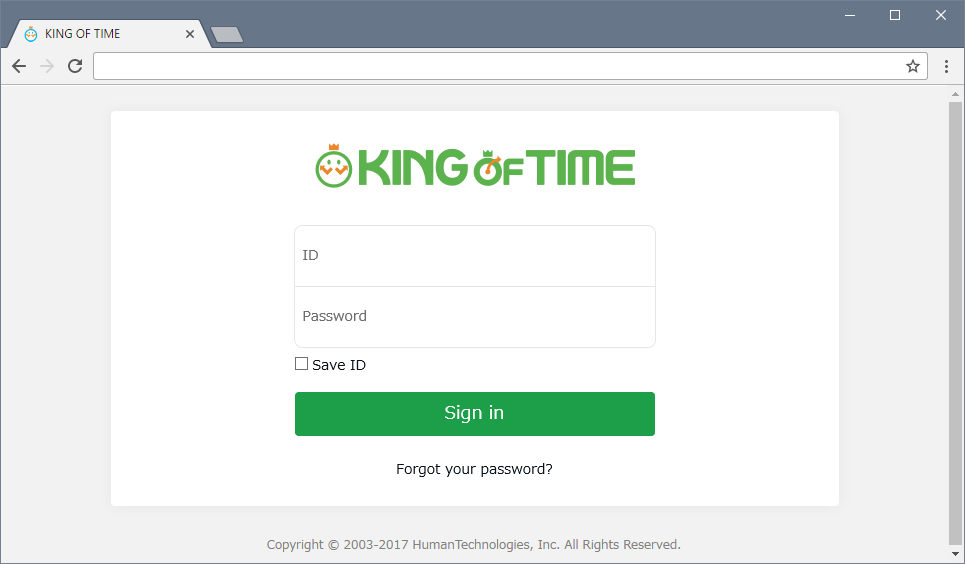 KING OF TIME
KING OF TIME
ID
Password
Save ID
Sign in
Forgot your password?
Copyright © 2003-2017 HumanTechnologies, Inc. All Rights Reserved.